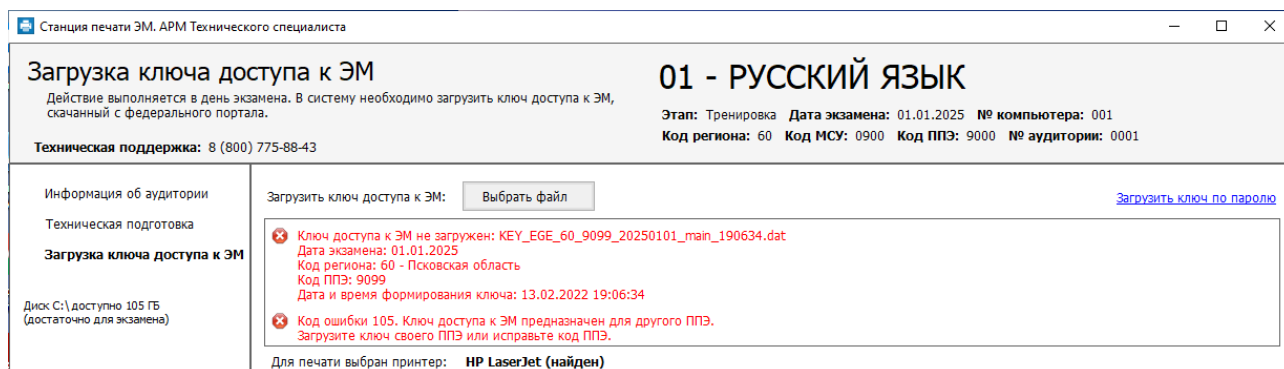 Станция печати ЭМ. АРМ Технического специалиста
Загрузка ключа доступа к ЭМ
Действие выполняется в день экзамена. В систему необходимо загрузить ключ доступа к ЭМ,
скачанный с федерального портала.
Техническая поддержка: 8 (800) 775-88-43
01 - РУССКИЙ ЯЗЫК
Этап: Тренировка Дата экзамена: 01.01.2025 № компьютера: 001
Код региона: 60 Код МСУ: 0900 Код ППЭ: 9000 № аудитории: 0001
Информация об аудитории
Техническая подготовка
Загрузка ключа доступа к ЭМ
Диск C:\ доступно 105 ГБ
(достаточно для экзамена)
Загрузить ключ доступа к ЭМ: Выбрать файл Загрузить ключ по паролю
Ключ доступа к ЭМ не загружен: KEY_EGE_60_9099_20250101_main_190634.dat
Дата экзамена: 01.01.2025
Код региона: 60 - Псковская область
Код ППЭ: 9099
Дата и время формирования ключа: 13.02.2022 19:06:34
Код ошибки 105. Ключ доступа к ЭМ предназначен для другого ППЭ.
Загрузите ключ своего ППЭ или исправьте код ППЭ.
Для печати выбран принтер: HP LaserJet (найден)